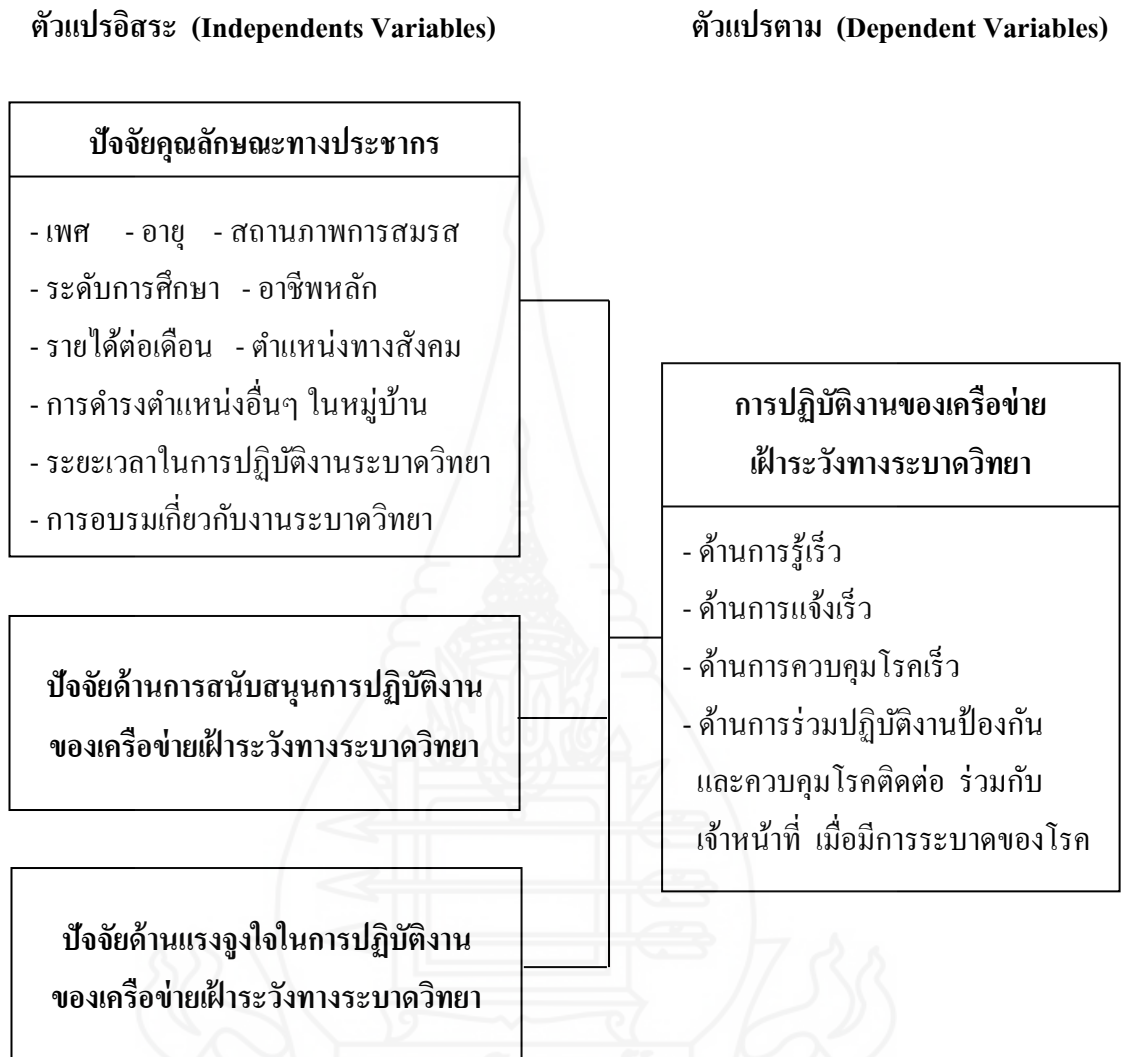 ตัวแปรอิสระ (Independents Variables)
ตัวแปรตาม (Dependent Variables)
ปัจจัยคุณลักษณะทางประชากร
- เพศ - อายุ - สถานภาพการสมรส
- ระดับการศึกษา - อาชีพหลัก
- รายได้ต่อเดือน - ตำแหน่งทางสังคม
- การดำรงตำแหน่งอื่นๆ ในหมู่บ้าน
- ระยะเวลาในการปฏิบัติงานระบาดวิทยา
- การอบรมเกี่ยวกับงานระบาดวิทยา
ปัจจัยด้านการสนับสนุนการปฏิบัติงาน
ของเครือข่ายเฝ้าระวังทางระบาดวิทยา
ปัจจัยด้านแรงจูงใจในการปฏิบัติงาน
ของเครือข่ายเฝ้าระวังทางระบาดวิทยา
การปฏิบัติงานของเครือข่าย
เฝ้าระวังทางระบาดวิทยา
- ด้านการรู้เร็ว
- ด้านการแจ้งเร็ว
- ด้านการควบคุมโรคเร็ว
- ด้านการร่วมปฏิบัติงานป้องกัน
และควบคุมโรคติดต่อ ร่วมกับ
เจ้าหน้าที่ เมื่อมีการระบาดของโรค